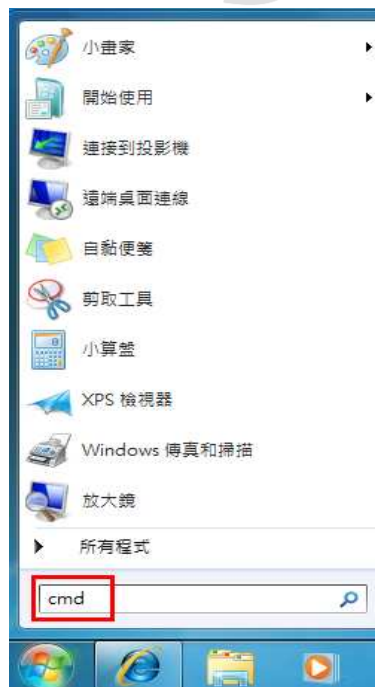 小畫家
開始使用
連接到投影機
遠端桌面連線
自黏便箋
剪取工具
小算盤
XPS 檢視器
Windows 傳真和掃描
放大鏡
所有程式
cmd